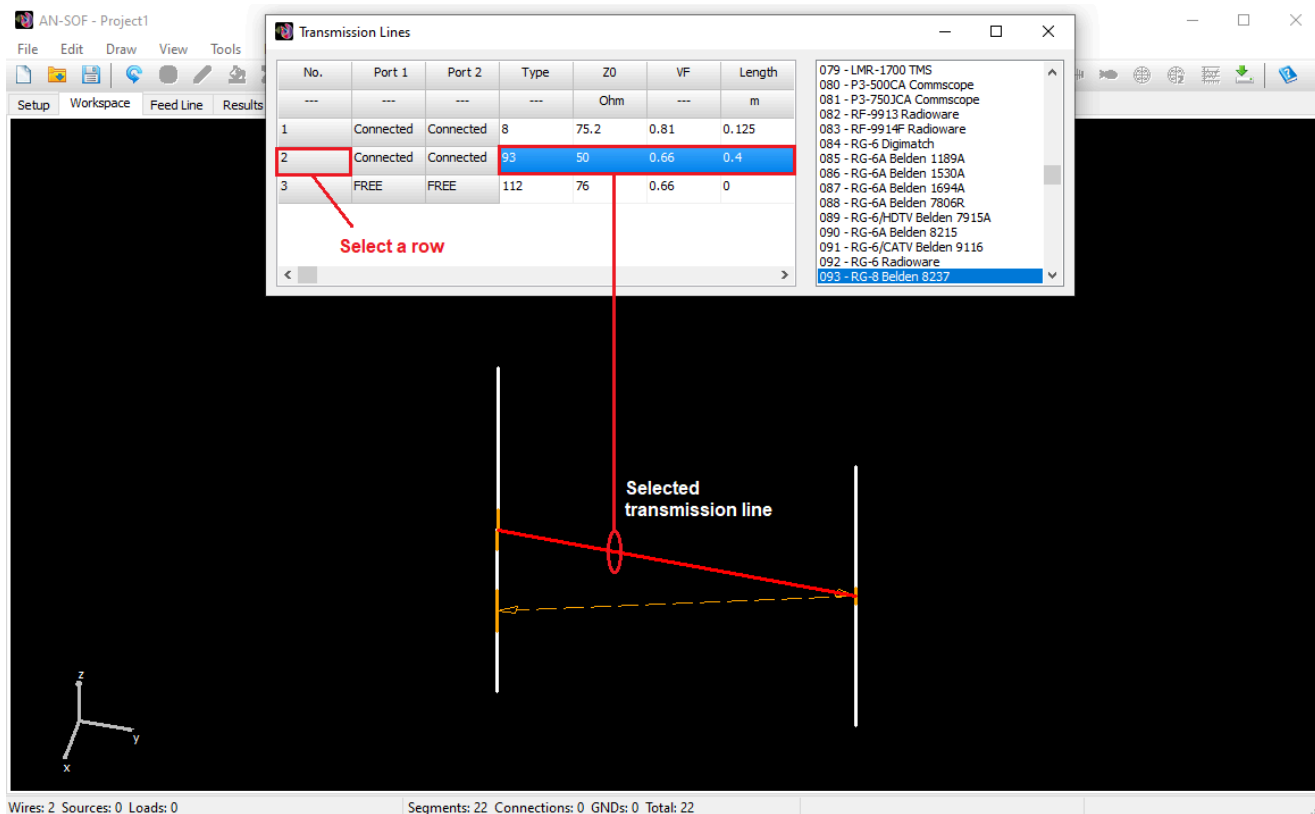 AN-SOF - Project1
File Edit Draw View Tools
Setup Workspace Feed Line Results
Transmission Lines
No. Port 1 Port 2 Type Z0 VF Length
--- --- --- --- Ohm --- m
1 Connected Connected 8 75.2 0.81 0.125
2 Connected Connected 93 50 0.66 0.4
3 FREE FREE 112 76 0.66 0
Select a row
079 - LMR-1700 TMS
080 - P3-500CA Commscope
081 - P3-750JCA Commscope
082 - RF-9913 Radioware
083 - RF-9914F Radioware
084 - RG-6 Digimatch
085 - RG-6A Belden 1189A
086 - RG-6A Belden 1530A
087 - RG-6A Belden 1694A
088 - RG-6A Belden 7806R
089 - RG-6/HDTV Belden 7915A
090 - RG-6A Belden 8215
091 - RG-6/CATV Belden 9116
092 - RG-6 Radioware
093 - RG-8 Belden 8237
Selected
transmission line
z
y
x
Wires: 2 Sources: 0 Loads: 0 Segments: 22 Connections: 0 GNDs: 0 Total: 22